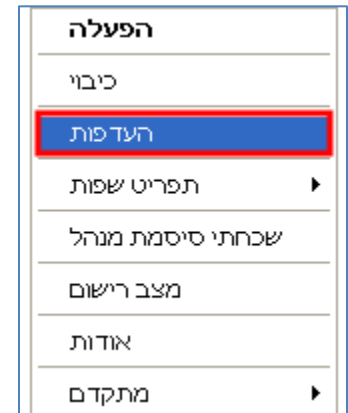 הפעלה
כיבוי
העדפות
תפריט שפות
שכחתי סיסמת מנהל
מצב רישום
אודות
מתקדם